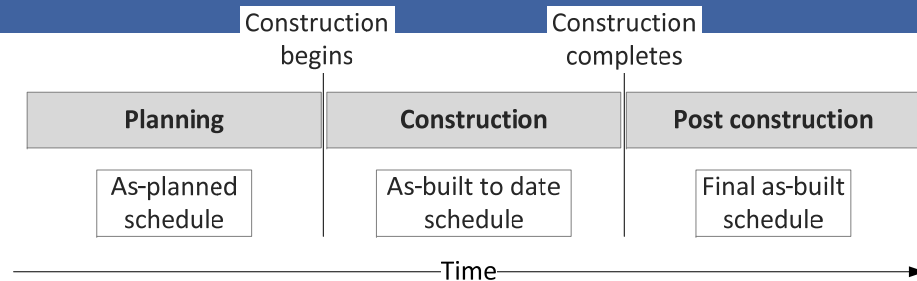 Construction
begins
Construction
completes
Planning
Construction
Post construction
As-planned
schedule
As-built to date
schedule
Final as-built
schedule
Time